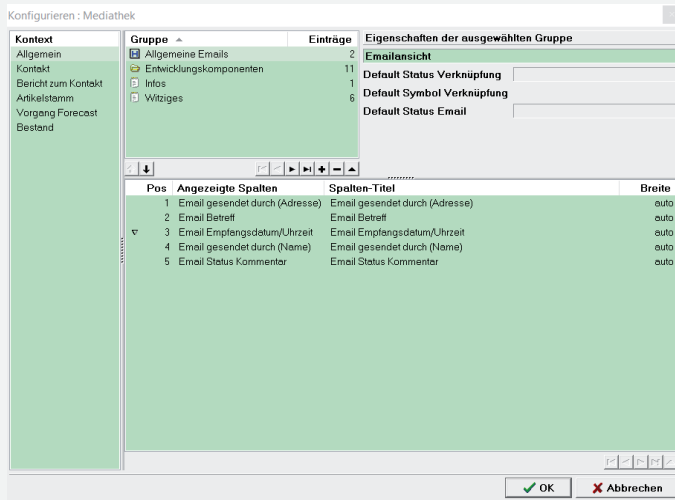 Konfigurieren : Mediathek
Kontext
Allgemein
Kontakt
Bericht zum Kontakt
Artikelstamm
Vorgang Forecast
Bestand
Gruppe Einträge
Allgemeine Emails 2
Entwicklungskomponenten 11
Infos 1
Witziges 6
Eigenschaften der ausgewählten Gruppe
Emailansicht
Default Status Verknüpfung
Default Symbol Verknüpfung
Default Status Email
Pos Angezeigte Spalten Spalten-Titel Breite
1 Email gesendet durch (Adresse) Email gesendet durch (Adresse) auto
2 Email Betreff Email Betreff auto
3 Email Empfangsdatum/Uhrzeit Email Empfangsdatum/Uhrzeit auto
4 Email gesendet durch (Name) Email gesendet durch (Name) auto
5 Email Status Kommentar Email Status Kommentar auto
OK Abbrechen